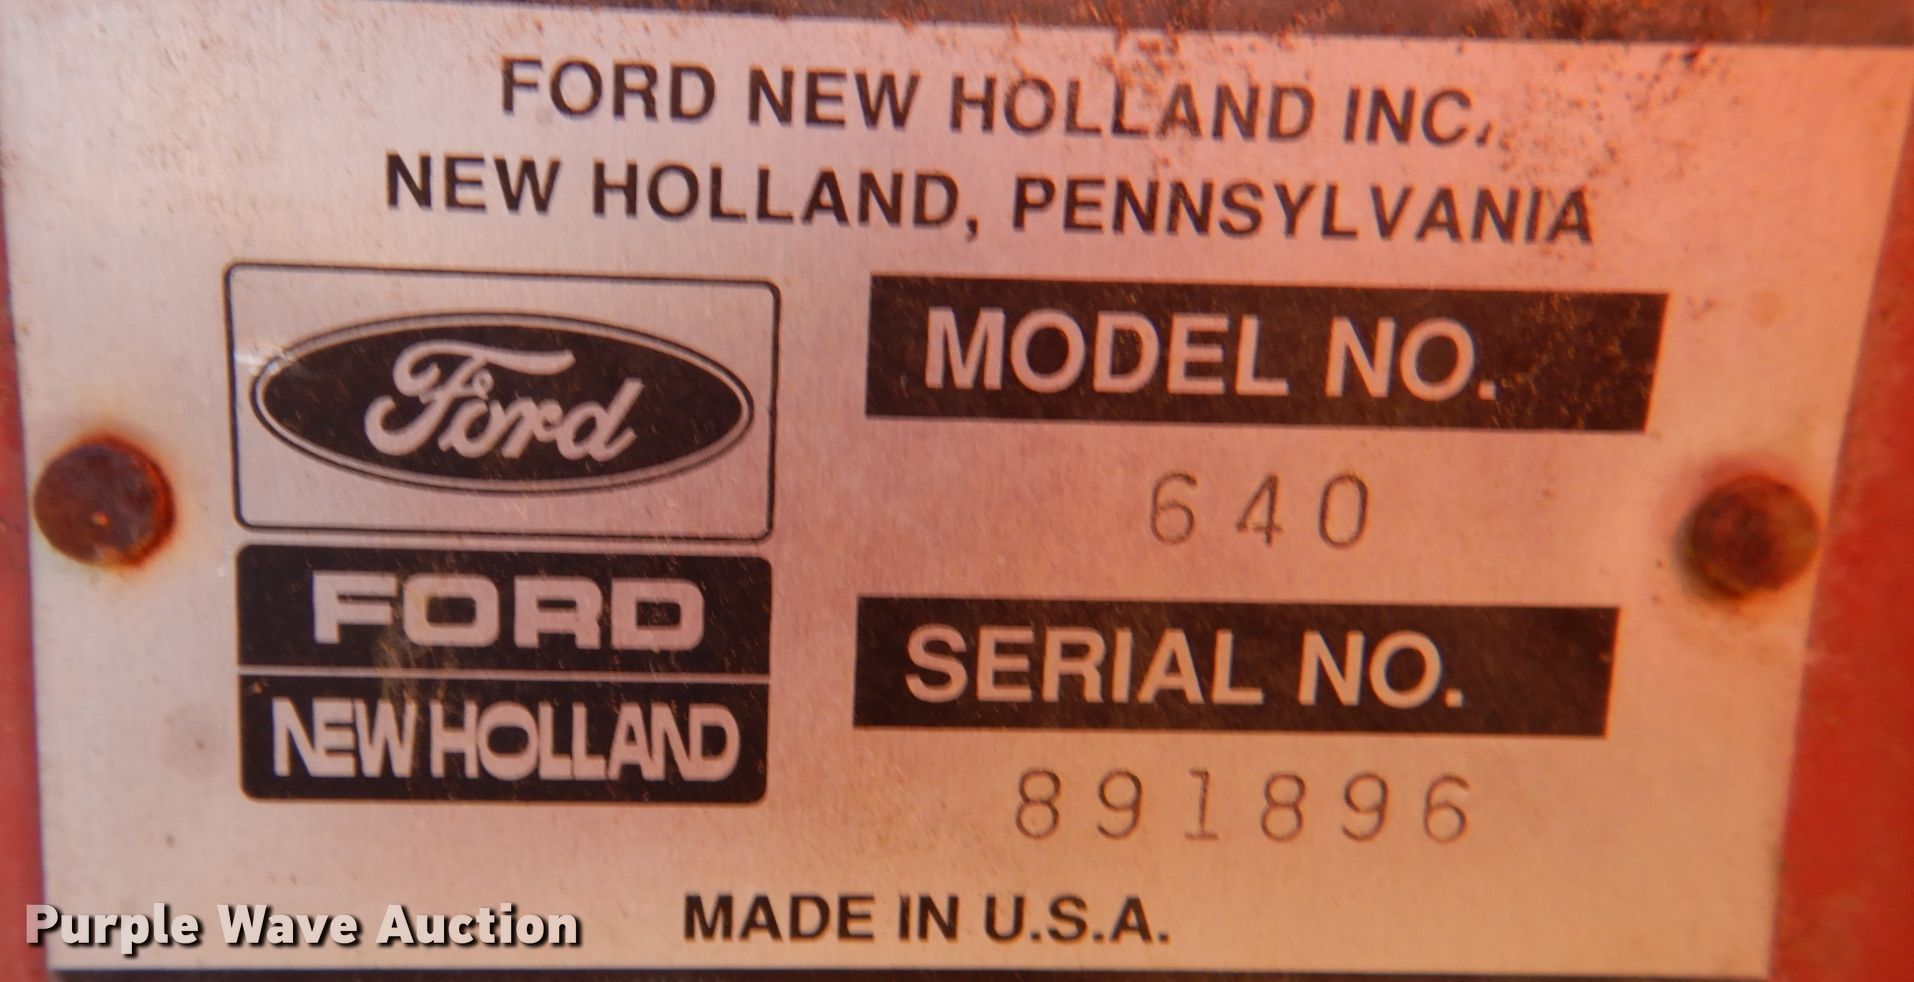 FORD NEW HOLLAND INC.
NEW HOLLAND, PENNSYLVANIA
Ford
MODEL NO.
640
FORD
NEW HOLLAND
SERIAL NO.
891896
MADE IN U.S.A.
Purple Wave Auction